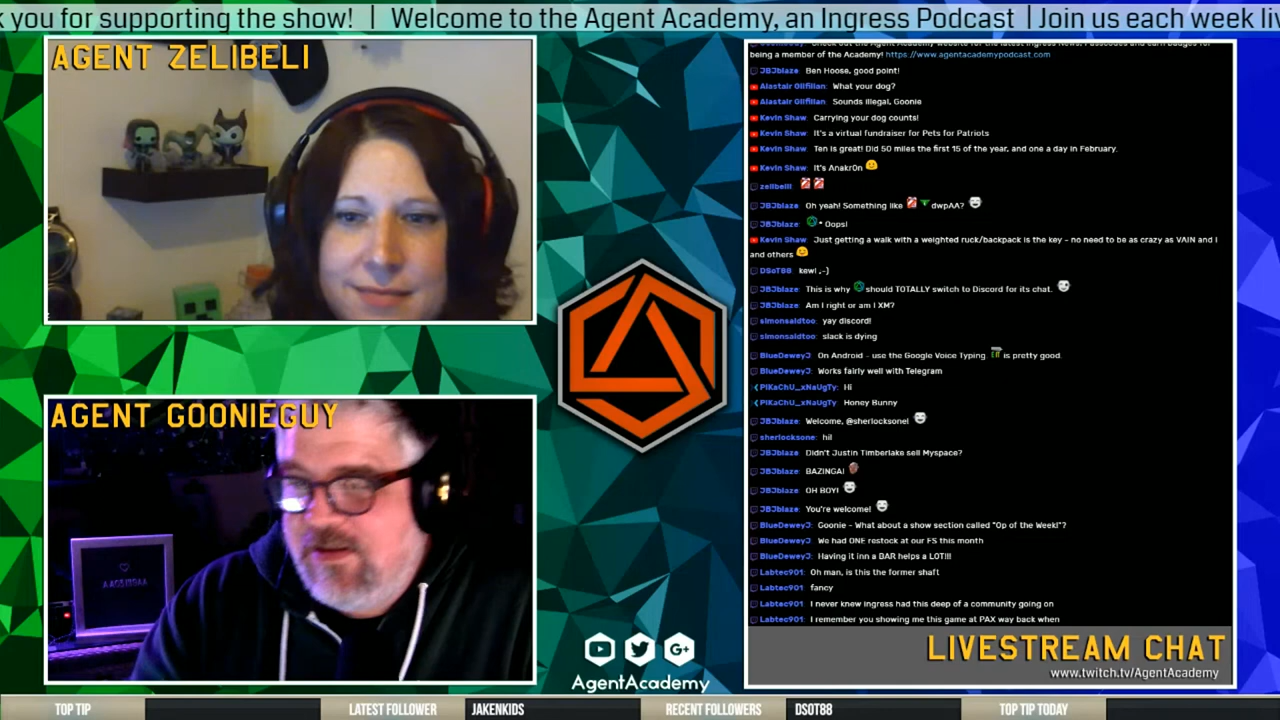 k you for supporting the show! | Welcome to the Agent Academy, an Ingress Podcast | Join us each week liv
AGENT ZELIBELI
AGENT GOONIEGUY
AgentAcademy
being a member of the Academy! https://www.agentacademypodcast.com
JBJblaze: Ben Hoose, good point!
Alastair Gilfillan: What your dog?
Alastair Gilfillan: Sounds illegal, Goonie
Kevin Shaw: Carrying your dog counts!
Kevin Shaw: It's a virtual fundraiser for Pets for Patriots
Kevin Shaw: Ten is great! Did 50 miles the first 15 of the year, and one a day in February.
Kevin Shaw: It's Anakr0n
zelibelli:
JBJblaze: Oh yeah! Something like dwpAA?
JBJblaze: * Oops!
Kevin Shaw: Just getting a walk with a weighted ruck/backpack is the key - no need to be as crazy as VAIN and I
and others
DSoT88: kewl ,-)
JBJblaze: This is why should TOTALLY switch to Discord for its chat.
JBJblaze: Am I right or am I XM?
simonsaidtoo: yay discord!
simonsaidtoo: slack is dying
BlueDeweyJ: On Android - use the Google Voice Typing is pretty good.
BlueDeweyJ: Works fairly well with Telegram
PiKaChU_xNaUgTy: Hi
PiKaChU_xNaUgTy: Honey Bunny
JBJblaze: Welcome, @sherlocksone!
sherlocksone: hi!
JBJblaze: Didn't Justin Timberlake sell Myspace?
JBJblaze: BAZINGA!
JBJblaze: OH BOY!
JBJblaze: You're welcome!
BlueDeweyJ: Goonie - What about a show section called "Op of the Week!"?
BlueDeweyJ: We had ONE restock at our FS this month
BlueDeweyJ: Having it inn a BAR helps a LOT!!!
Labtec901: Oh man, is this the former shaft
Labtec901: fancy
Labtec901: I never knew ingress had this deep of a community going on
Labtec901: I remember you showing me this game at PAX way back when
LIVESTREAM CHAT
www.twitch.tv/AgentAcademy
TOP TIP
LATEST FOLLOWER JAKENKIDS
RECENT FOLLOWERS DSOT88
TOP TIP TODAY